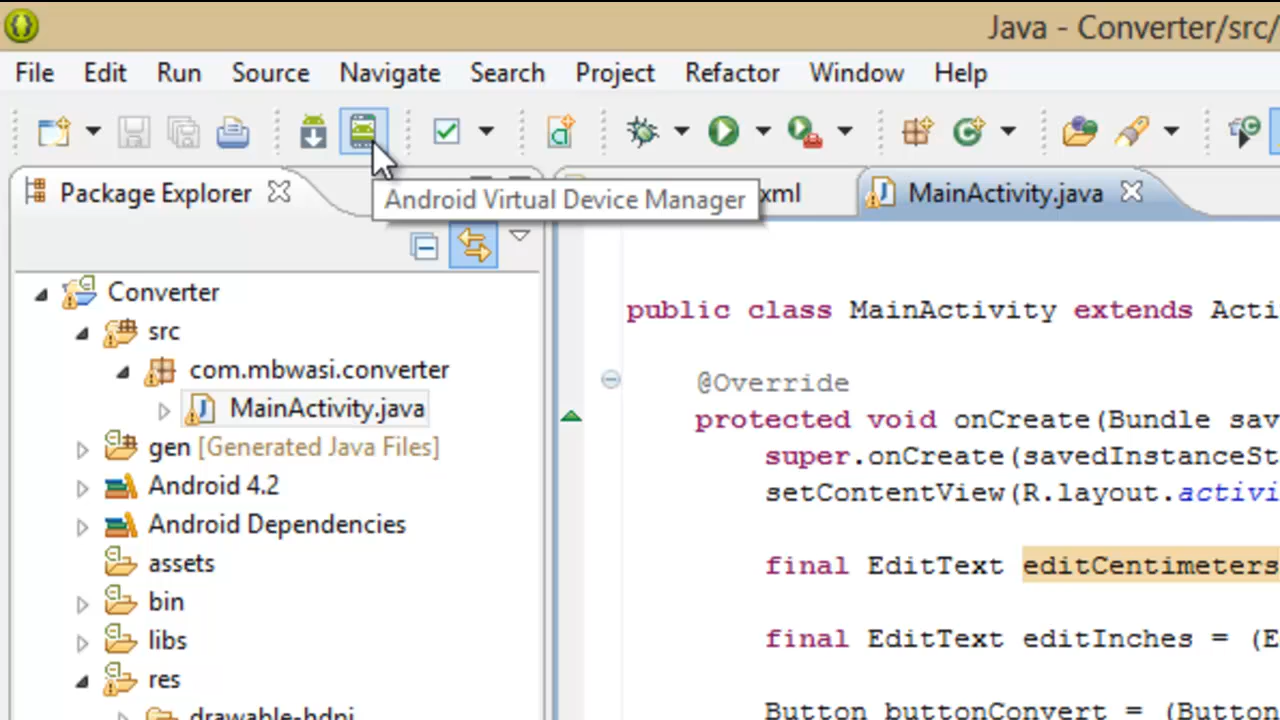 Java - Converter/src/
File Edit Run Source Navigate Search Project Refactor Window Help
Package Explorer
Android Virtual Device Manager
xml
MainActivity.java
Converter
src
com.mbwasi.converter
MainActivity.java
gen [Generated Java Files]
Android 4.2
Android Dependencies
assets
bin
libs
res
drawable-hdpi
public class MainActivity extends Acti
@Override
protected void onCreate(Bundle sav
super.onCreate(savedInstanceSt
setContentView(R.layout.activi
final EditText editCentimeters
final EditText editInches = (E
Button buttonConvert = (Button